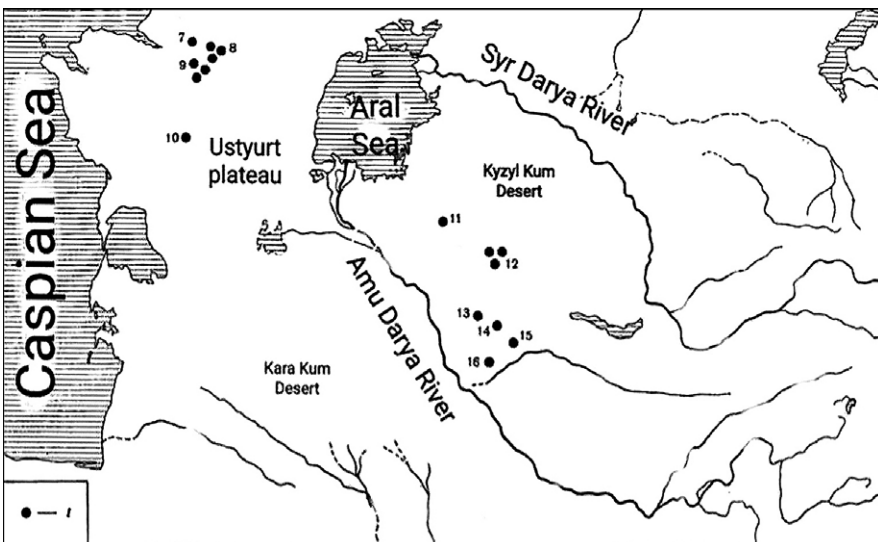 7
8
9
10
Caspian Sea
Aral
Sea
Syr Darya River
Ustyurt
plateau
Kyzyl Kum
Desert
11
12
13
14
15
16
Amu Darya River
Kara Kum
Desert
— 1